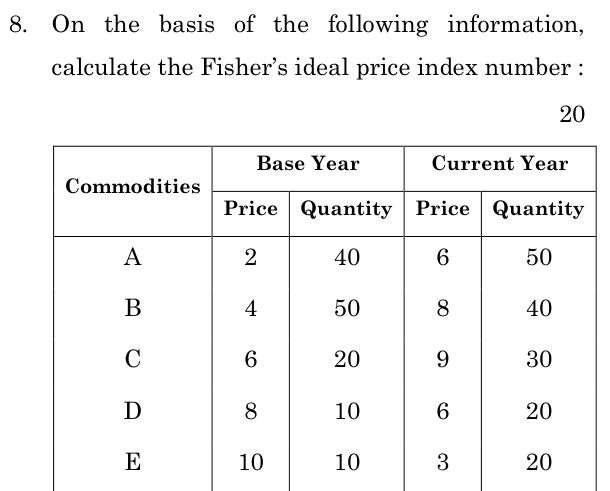 8. On the basis of the following information,
calculate the Fisher's ideal price index number :
20
Commodities Base Year Current Year
Price Quantity Price Quantity
A 2 40 6 50
B 4 50 8 40
C 6 20 9 30
D 8 10 6 20
E 10 10 3 20